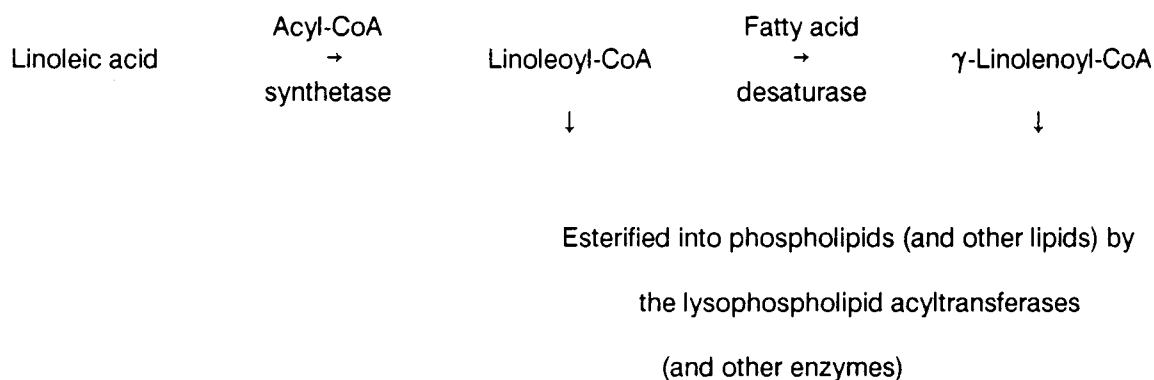 Acyl-CoA Fatty acid
Linoleic acid → Linoleoyl-CoA → γ-Linolenoyl-CoA
synthetase desaturase
↓ ↓
Esterified into phospholipids (and other lipids) by
the lysophospholipid acyltransferases
(and other enzymes)